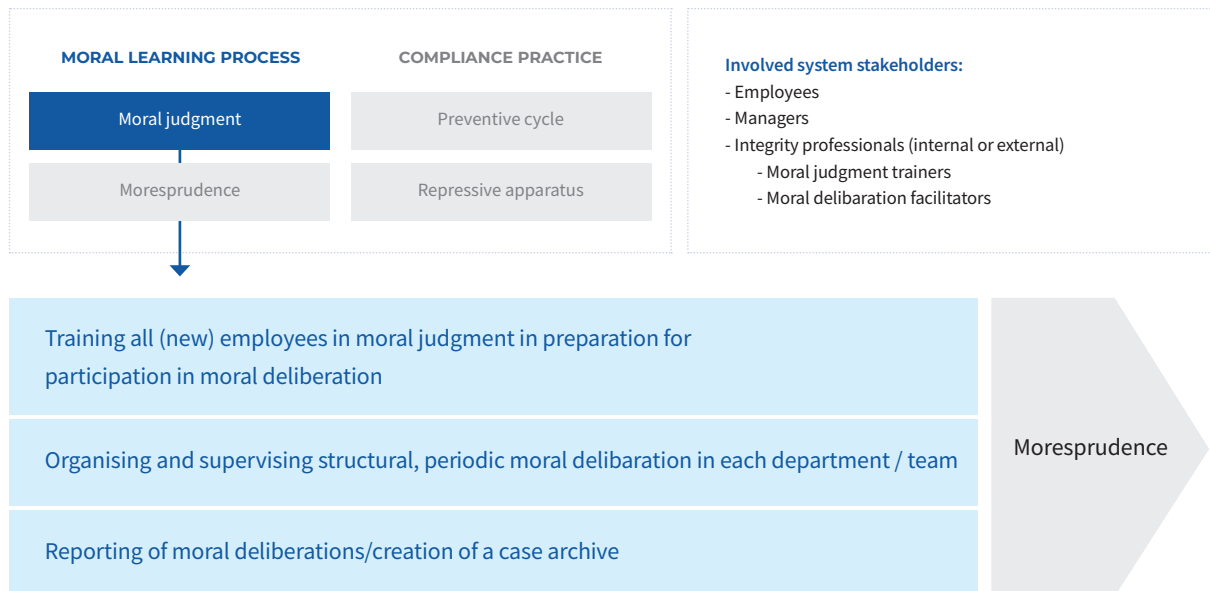 MORAL LEARNING PROCESS
Moral judgment
Moresprudence
COMPLIANCE PRACTICE
Preventive cycle
Repressive apparatus
Involved system stakeholders:
- Employees
- Managers
- Integrity professionals (internal or external)
- Moral judgment trainers
- Moral delibaration facilitators
Training all (new) employees in moral judgment in preparation for
participation in moral deliberation
Organising and supervising structural, periodic moral delibaration in each department / team
Reporting of moral deliberations/creation of a case archive
Moresprudence